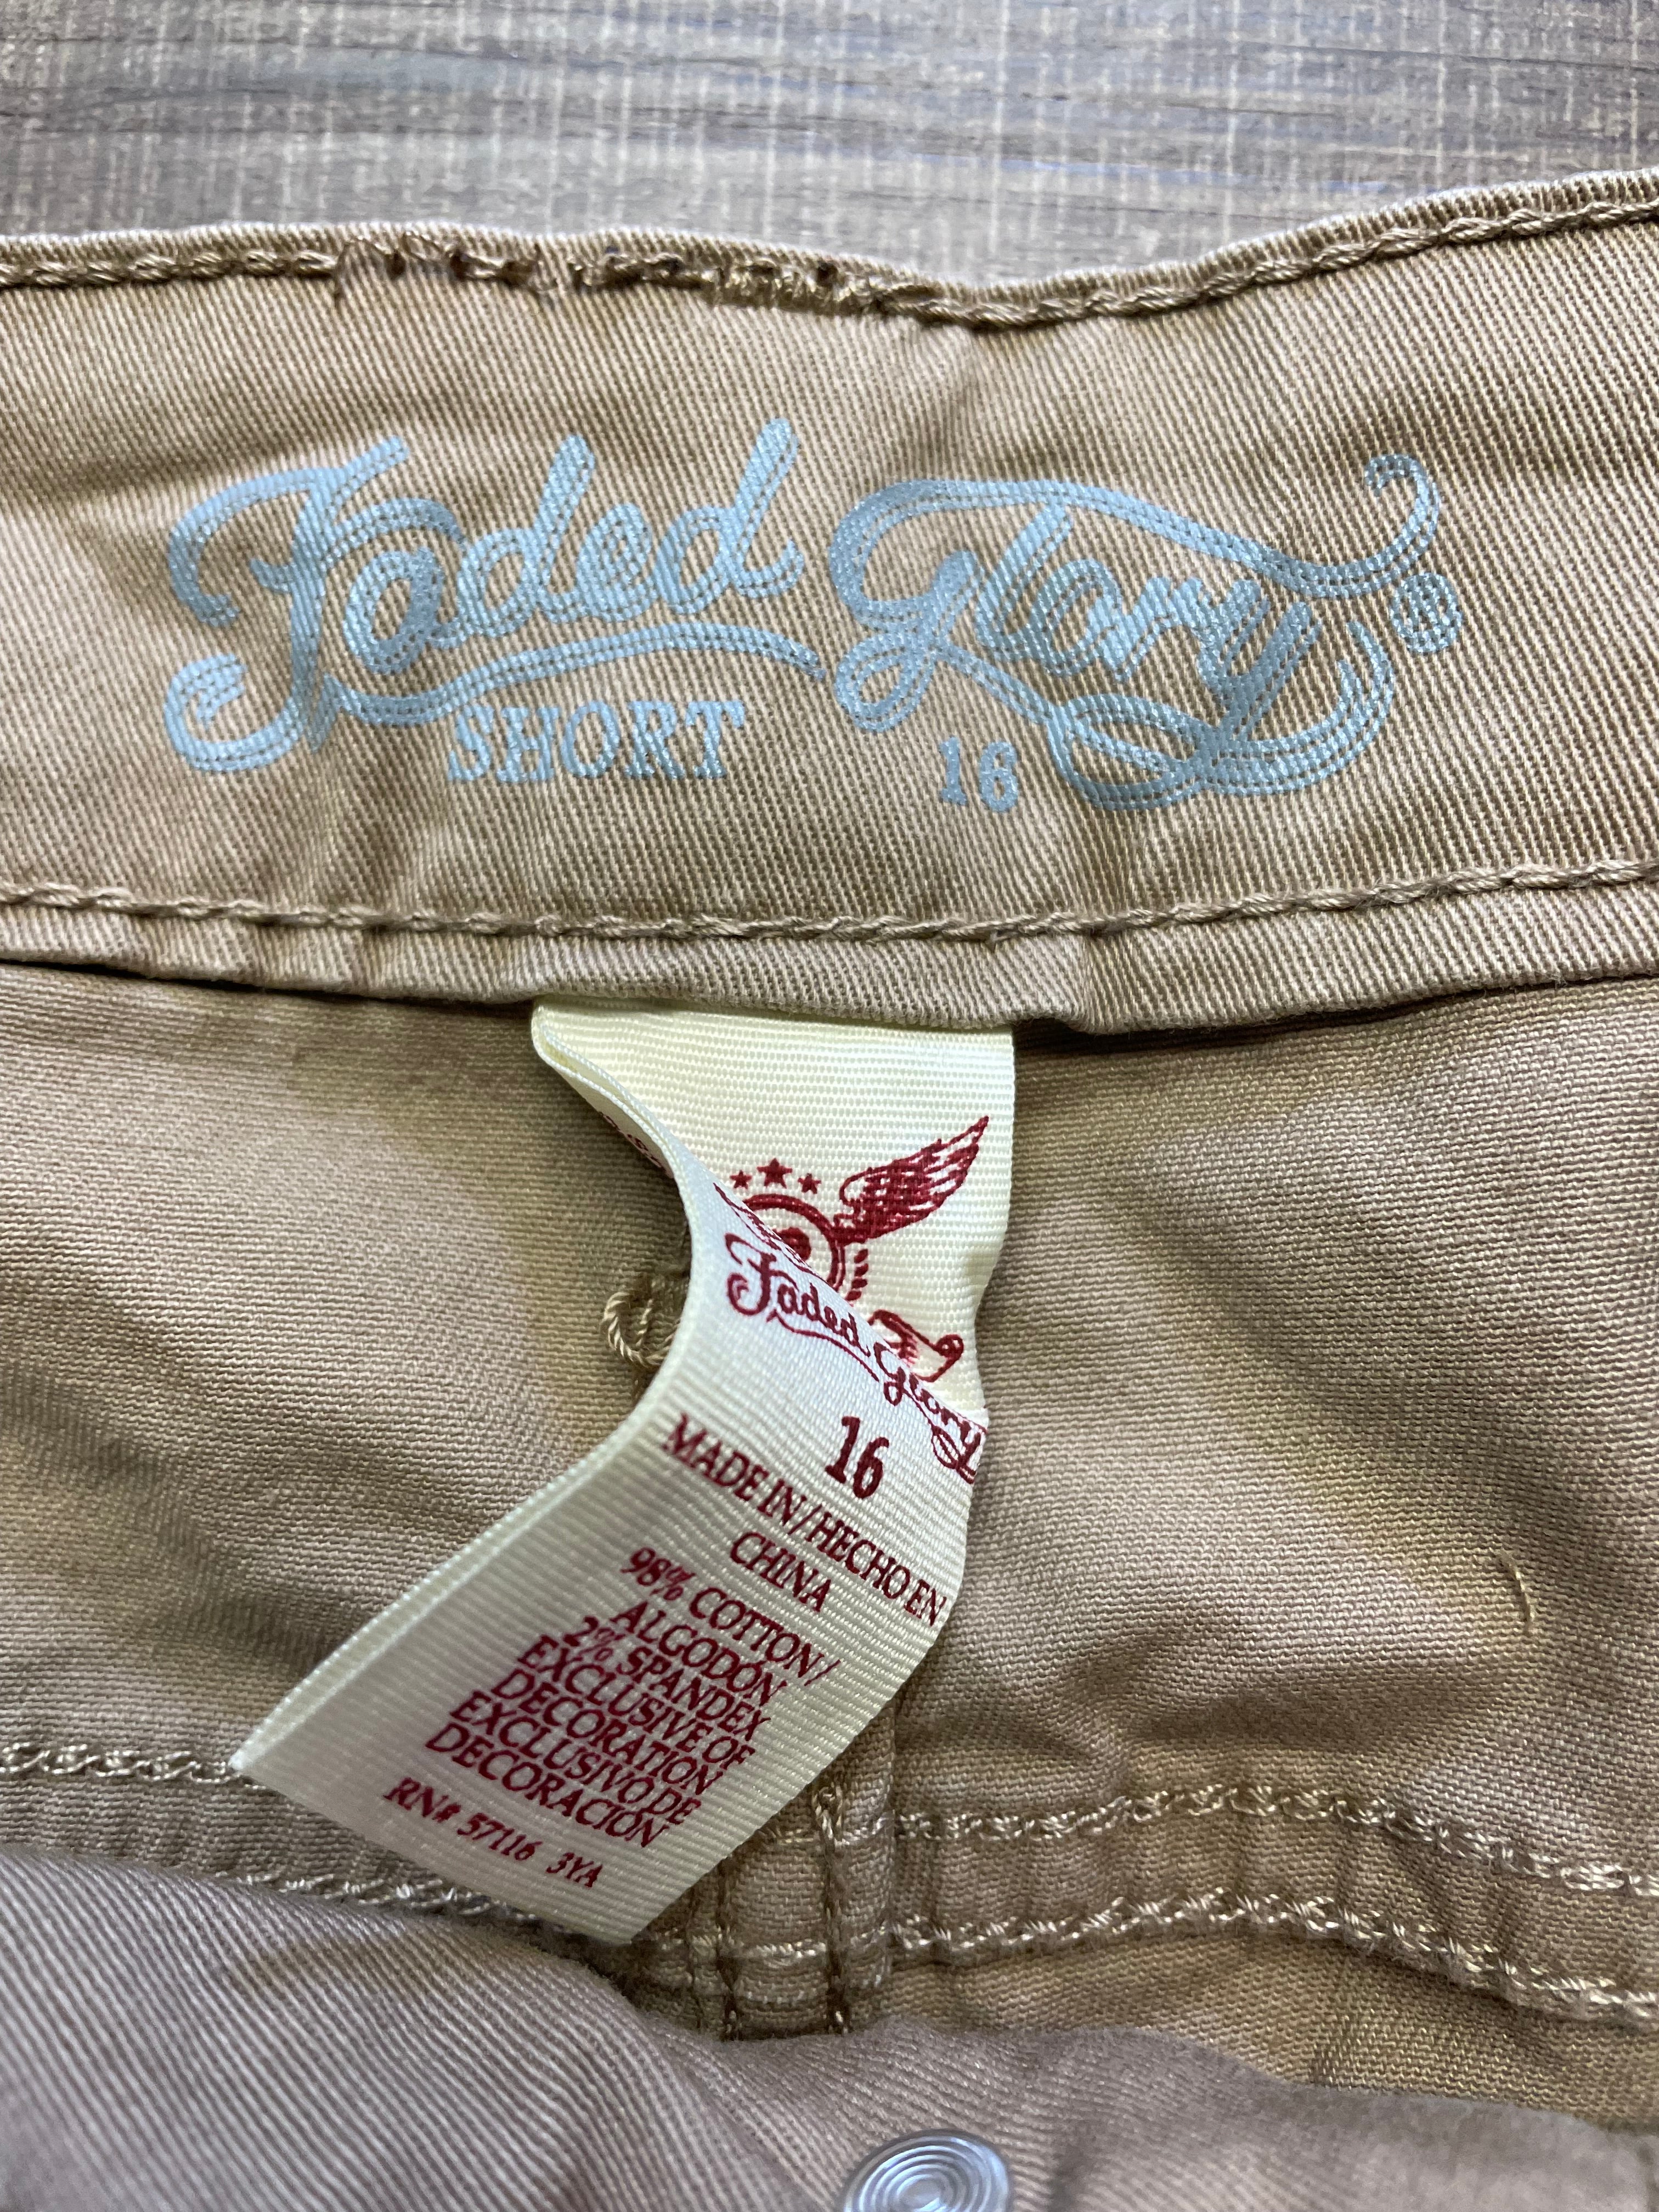 Faded Glory®
SHORT 16
Faded Glory
16
MADE IN/HECHO EN
CHINA
98% COTTON/
ALGODÓN
2% SPANDEX
EXCLUSIVE OF
DECORATION/
EXCLUSIVO DE
DECORACIÓN
RN# 57116 3YA